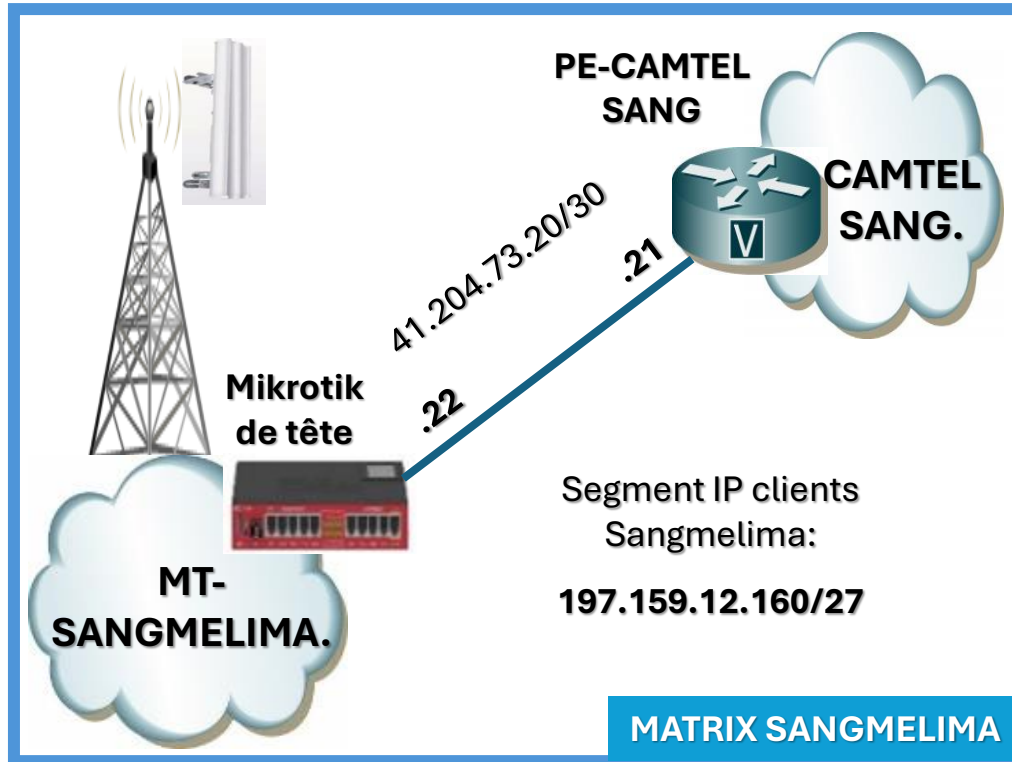 PE-CAMTEL
SANG
CAMTEL
SANG.
V
41.204.73.20/30
.21
.22
Mikrotik
de tête
MT-
SANGMELIMA.
Segment IP clients
Sangmelima:
197.159.12.160/27
MATRIX SANGMELIMA